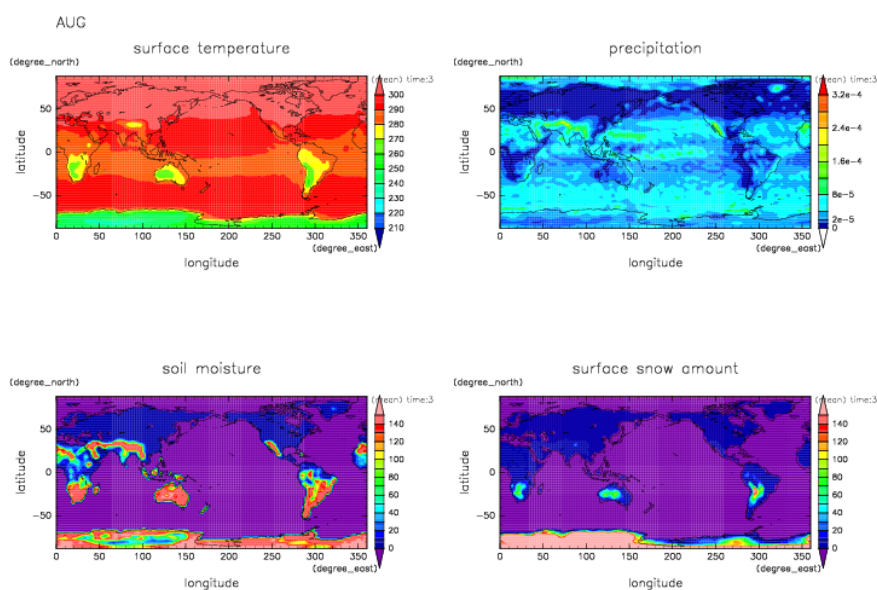 AUG
surface temperature
(degree_north)
(mean) time:3
latitude
50
0
−50
0 50 100 150 200 250 300 350
(degree_east)
longitude
300
290
280
270
260
250
240
230
220
210
precipitation
(degree_north)
(mean) time:3
latitude
50
0
−50
0 50 100 150 200 250 300 350
(degree_east)
longitude
3.2e−4
2.4e−4
1.6e−4
8e−5
2e−5
0
soil moisture
(degree_north)
(mean) time:3
latitude
50
0
−50
0 50 100 150 200 250 300 350
(degree_east)
longitude
140
120
100
80
60
40
20
0
surface snow amount
(degree_north)
(mean) time:3
latitude
50
0
−50
0 50 100 150 200 250 300 350
(degree_east)
longitude
140
120
100
80
60
40
20
0